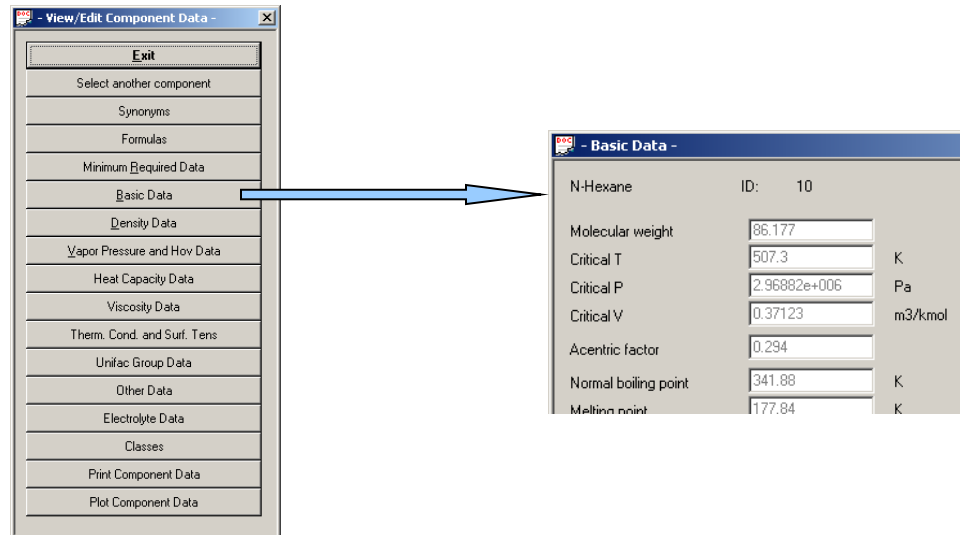 - View/Edit Component Data -
Exit
Select another component
Synonyms
Formulas
Minimum Required Data
Basic Data
Density Data
Vapor Pressure and Hov Data
Heat Capacity Data
Viscosity Data
Therm. Cond. and Surf. Tens
Unifac Group Data
Other Data
Electrolyte Data
Classes
Print Component Data
Plot Component Data
- Basic Data -
N-Hexane ID: 10
Molecular weight 86.177
Critical T 507.3 K
Critical P 2.96882e+006 Pa
Critical V 0.37123 m3/kmol
Acentric factor 0.294
Normal boiling point 341.88 K
Melting point 177.84 K